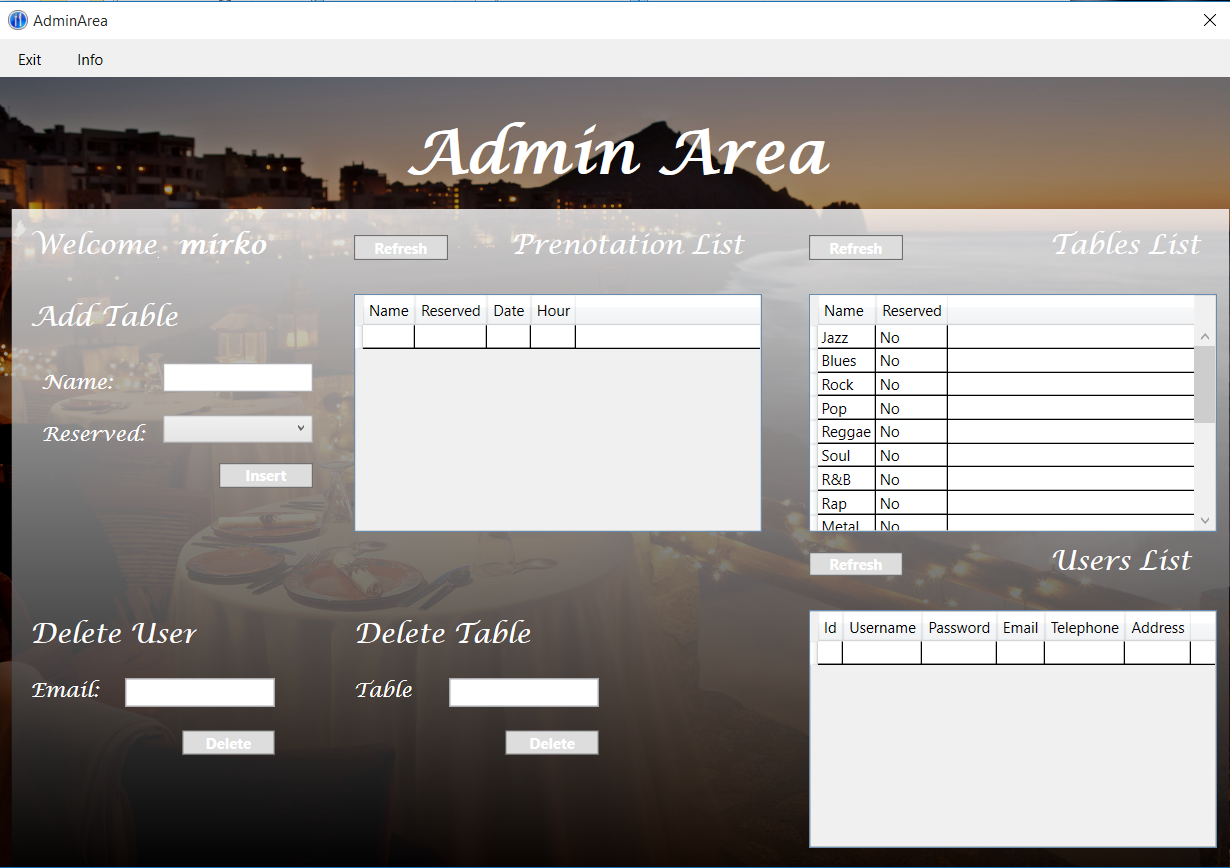 AdminArea
Exit Info
Admin Area
Welcome mirko
Refresh
Prenotation List
Refresh
Tables List
Add Table
Name:
Reserved:
Insert
Name Reserved Date Hour
Name Reserved
Jazz No
Blues No
Rock No
Pop No
Reggae No
Soul No
R&B No
Rap No
Metal No
Refresh
Users List
Delete User
Email:
Delete
Delete Table
Table
Delete
Id Username Password Email Telephone Address